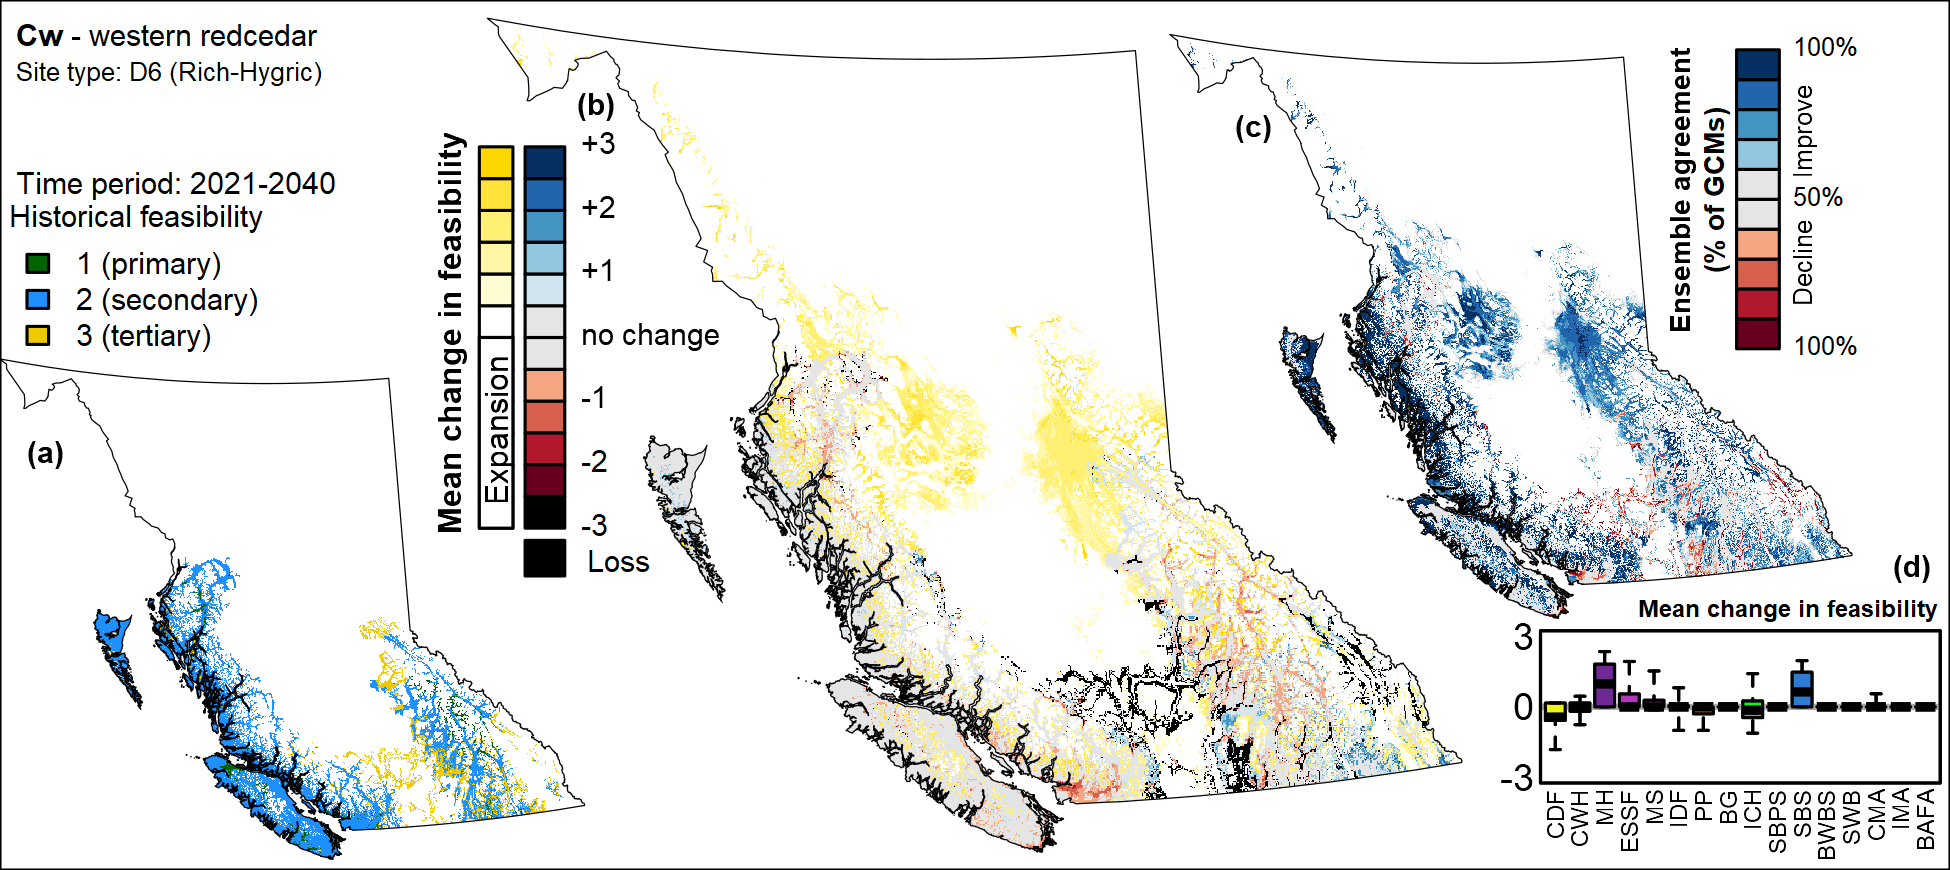 Cw - western redcedar
Site type: D6 (Rich-Hygric)
Time period: 2021-2040
Historical feasibility
1 (primary)
2 (secondary)
3 (tertiary)
(a)
(b)
Mean change in feasibility
Expansion
+3
+2
+1
no change
-1
-2
-3
Loss
(c)
Ensemble agreement
(% of GCMs)
100%
Improve
50%
Decline
100%
(d)
Mean change in feasibility
3
0
-3
CDF
CWH
MH
ESSF
MS
IDF
PP
BG
ICH
SBPS
SBS
BWBS
SWB
CMA
IMA
BAFA